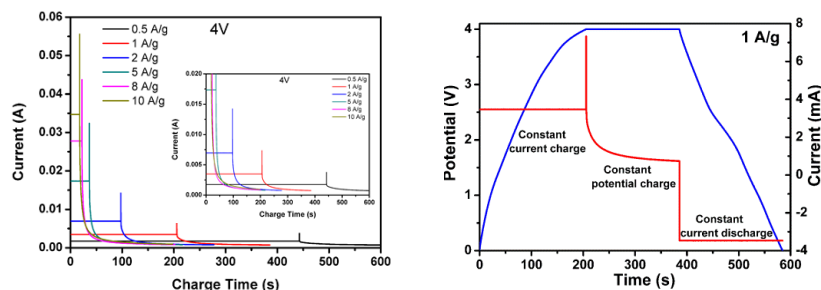 4V
0.5 A/g
1 A/g
2 A/g
5 A/g
8 A/g
10 A/g
Current (A)
0.06
0.05
0.04
0.03
0.02
0.01
0.00
0 100 200 300 400 500 600
Charge Time (s)
4V
0.5 A/g
1 A/g
2 A/g
5 A/g
8 A/g
10 A/g
Current (A)
0.020
0.015
0.010
0.005
0.000
0 100 200 300 400 500 600
Charge Time (s)
1 A/g
Potential (V)
4
3
2
1
0
Constant
current charge
Constant
potential charge
Constant
current discharge
8
6
4
2
0
-2
-4
Current (mA)
0 100 200 300 400 500 600
Time (s)